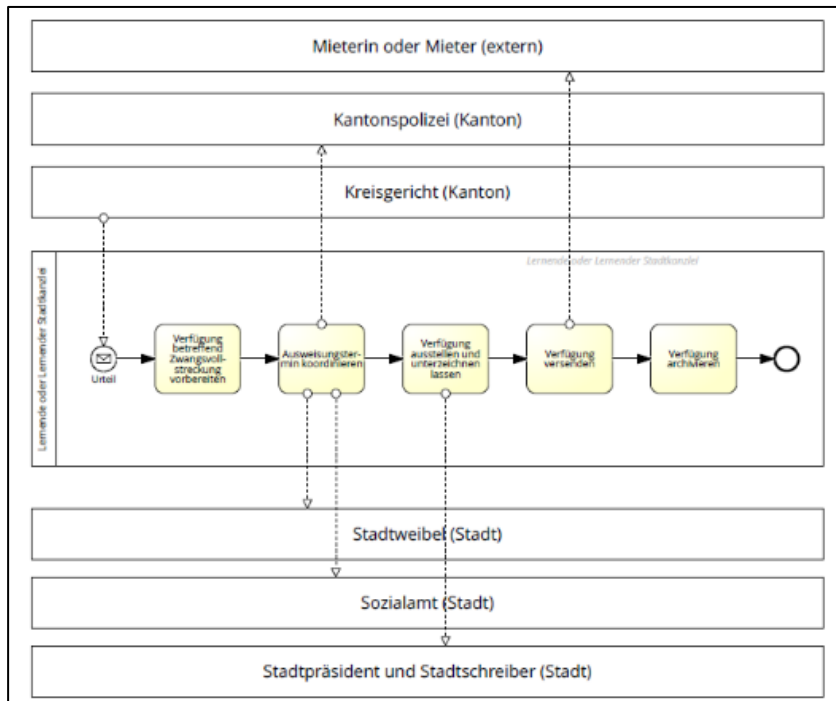 Mieterin oder Mieter (extern)
Kantonspolizei (Kanton)
Kreisgericht (Kanton)
Lernende oder Lernender Stadtkanzlei
Lernende oder Lernender Stadtkanzlei
Urteil
Verfügung
betreffend
Zwangsvoll-
streckung
vorbereiten
Ausweisungster-
min koordinieren
Verfügung
ausstellen und
unterzeichnen
lassen
Verfügung
versenden
Verfügung
archivieren
Stadtweibel (Stadt)
Sozialamt (Stadt)
Stadtpräsident und Stadtschreiber (Stadt)